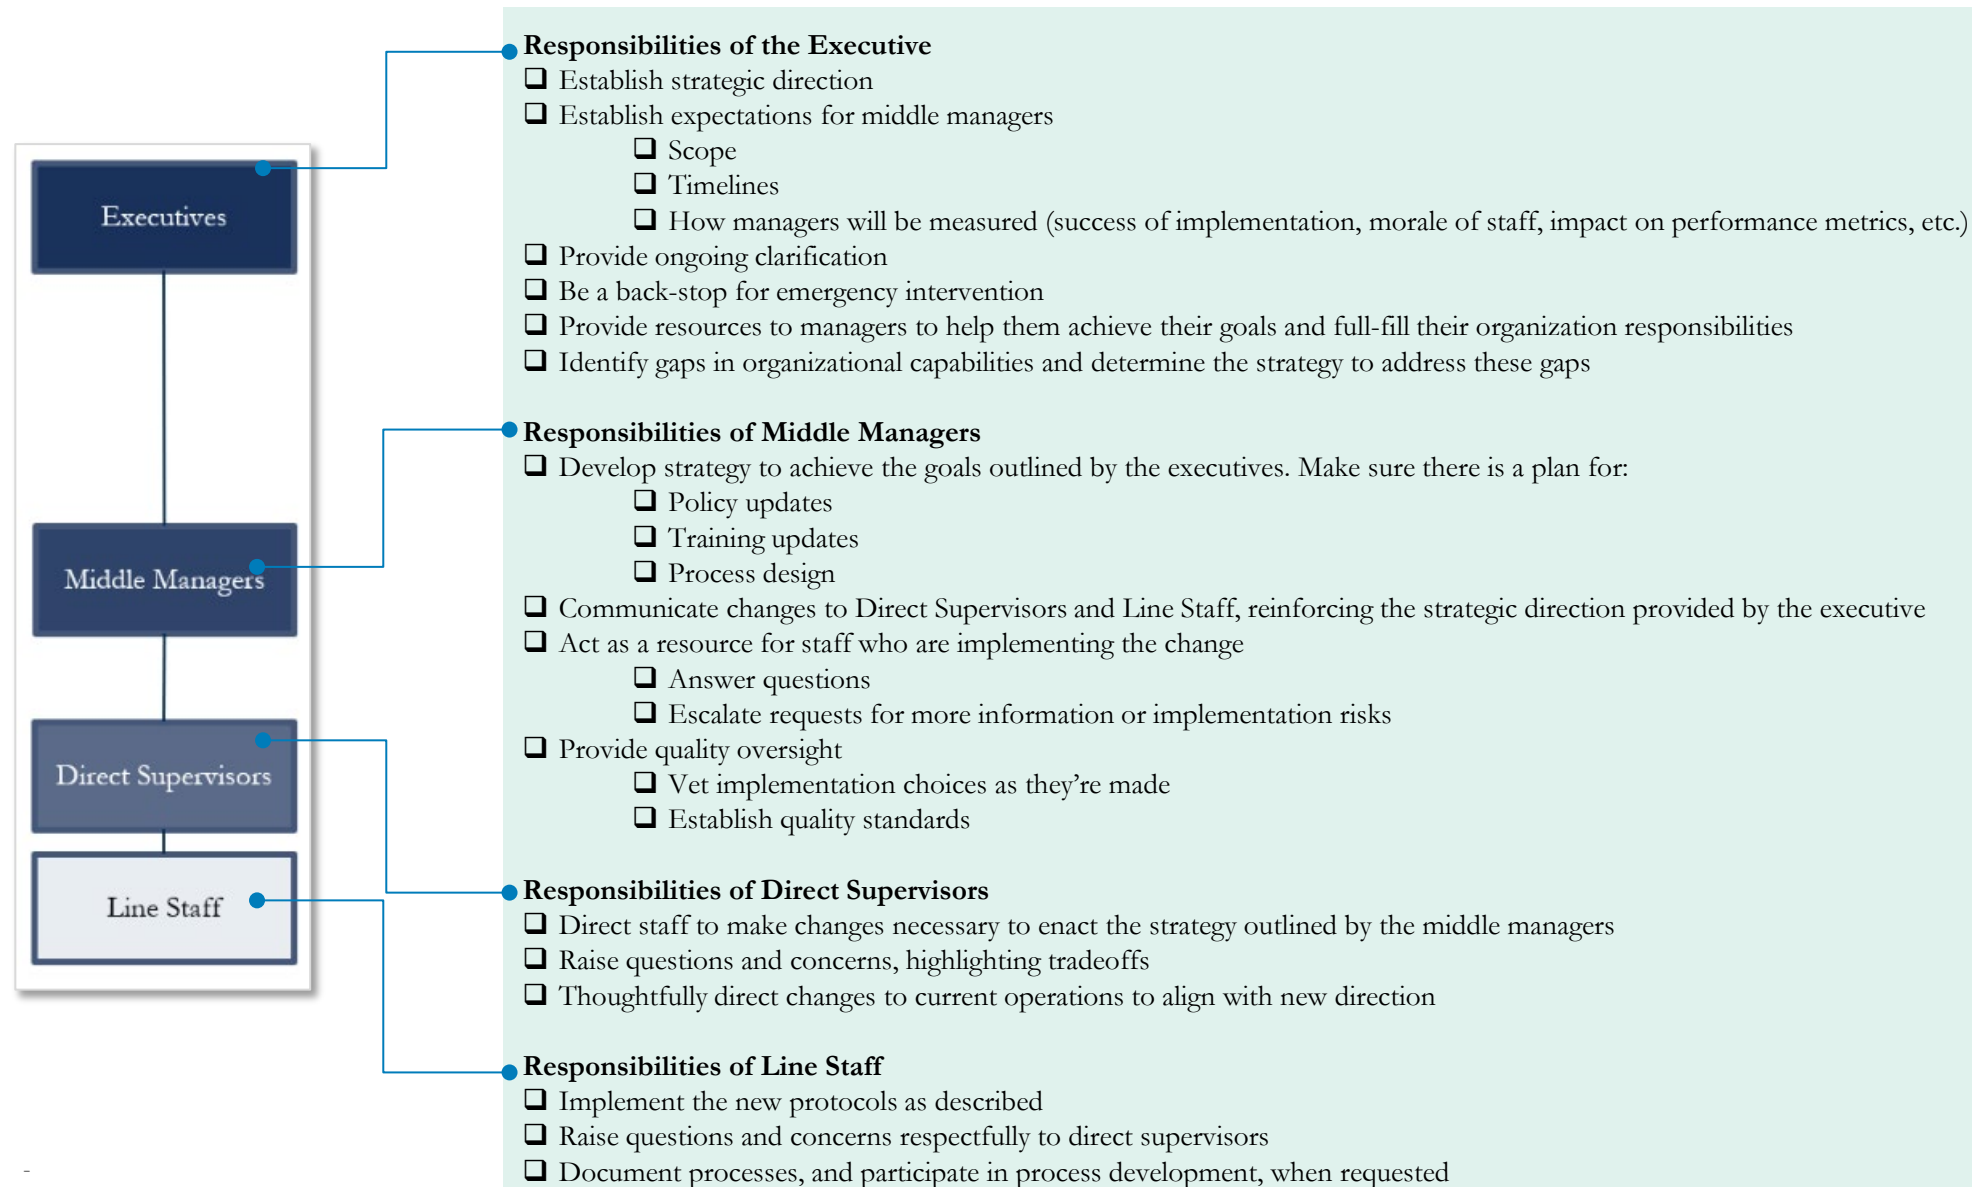 Executives
Middle Managers
Direct Supervisors
Line Staff
Responsibilities of the Executive
❑ Establish strategic direction
❑ Establish expectations for middle managers
❑ Scope
❑ Timelines
❑ How managers will be measured (success of implementation, morale of staff, impact on performance metrics, etc.)
❑ Provide ongoing clarification
❑ Be a back-stop for emergency intervention
❑ Provide resources to managers to help them achieve their goals and full-fill their organization responsibilities
❑ Identify gaps in organizational capabilities and determine the strategy to address these gaps
Responsibilities of Middle Managers
❑ Develop strategy to achieve the goals outlined by the executives. Make sure there is a plan for:
❑ Policy updates
❑ Training updates
❑ Process design
❑ Communicate changes to Direct Supervisors and Line Staff, reinforcing the strategic direction provided by the executive
❑ Act as a resource for staff who are implementing the change
❑ Answer questions
❑ Escalate requests for more information or implementation risks
❑ Provide quality oversight
❑ Vet implementation choices as they’re made
❑ Establish quality standards
Responsibilities of Direct Supervisors
❑ Direct staff to make changes necessary to enact the strategy outlined by the middle managers
❑ Raise questions and concerns, highlighting tradeoffs
❑ Thoughtfully direct changes to current operations to align with new direction
Responsibilities of Line Staff
❑ Implement the new protocols as described
❑ Raise questions and concerns respectfully to direct supervisors
❑ Document processes, and participate in process development, when requested
-